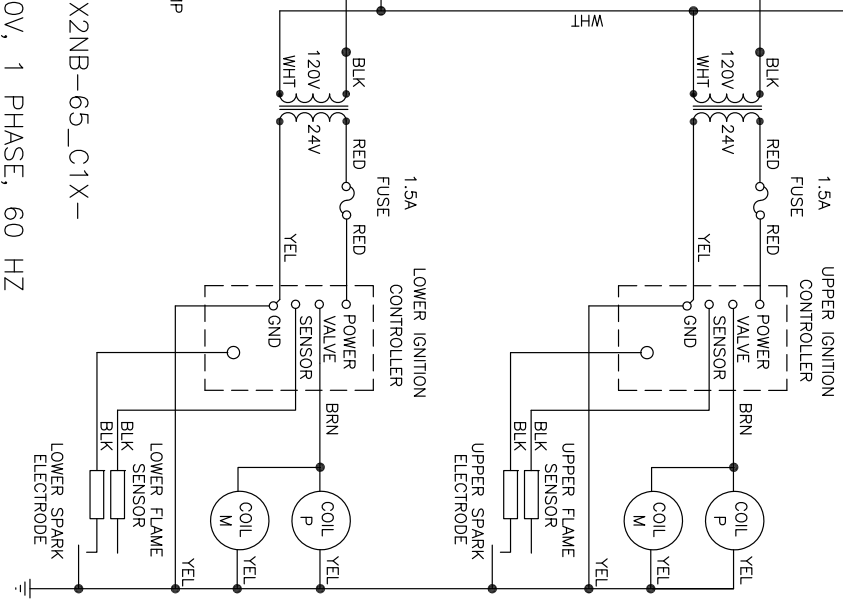 WHT
BLK
120V
WHT
24V
RED
1.5A
FUSE
RED
YEL
UPPER IGNITION
CONTROLLER
POWER
VALVE
SENSOR
GND
BRN
BLK
BLK
UPPER FLAME
SENSOR
UPPER SPARK
ELECTRODE
COIL
P
COIL
M
YEL
YEL
YEL
BLK
120V
WHT
24V
RED
1.5A
FUSE
RED
YEL
LOWER IGNITION
CONTROLLER
POWER
VALVE
SENSOR
GND
BRN
BLK
BLK
LOWER FLAME
SENSOR
LOWER SPARK
ELECTRODE
COIL
P
COIL
M
YEL
YEL
YEL
X2NB-65_C1X-
0V, 1 PHASE, 60 HZ